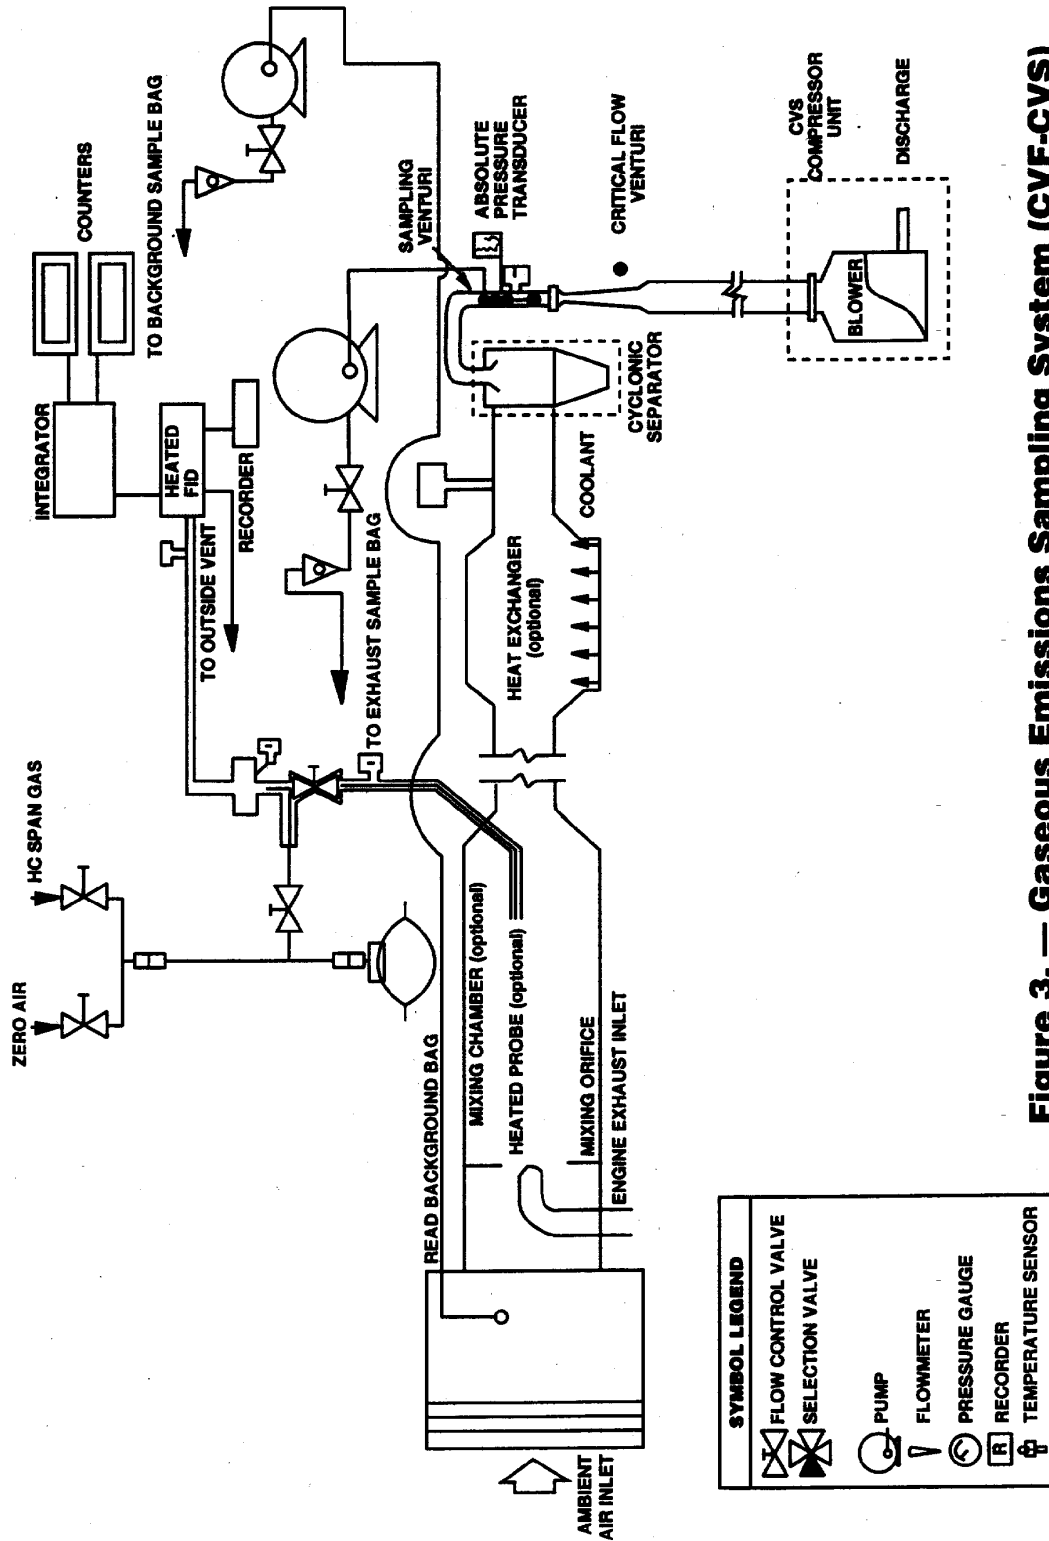 COUNTERS
TO BACKGROUND SAMPLE BAG
INTEGRATOR
HEATED
FID
RECORDER
TO OUTSIDE VENT
HC SPAN GAS
ZERO AIR
TO EXHAUST SAMPLE BAG
SAMPLING
VENTURI
ABSOLUTE
PRESSURE
TRANSDUCER
CRITICAL FLOW
VENTURI
CVS
COMPRESSOR
UNIT
DISCHARGE
BLOWER
CYCLONIC
SEPARATOR
COOLANT
HEAT EXCHANGER
(optional)
READ BACKGROUND BAG
MIXING CHAMBER (optional)
HEATED PROBE (optional)
MIXING ORIFICE
ENGINE EXHAUST INLET
AMBIENT
AIR INLET
SYMBOL LEGEND
FLOW CONTROL VALVE
SELECTION VALVE
PUMP
FLOWMETER
PRESSURE GAUGE
R RECORDER
TEMPERATURE SENSOR
Figure 3. — Gaseous Emissions Sampling System (CVF-CVS)